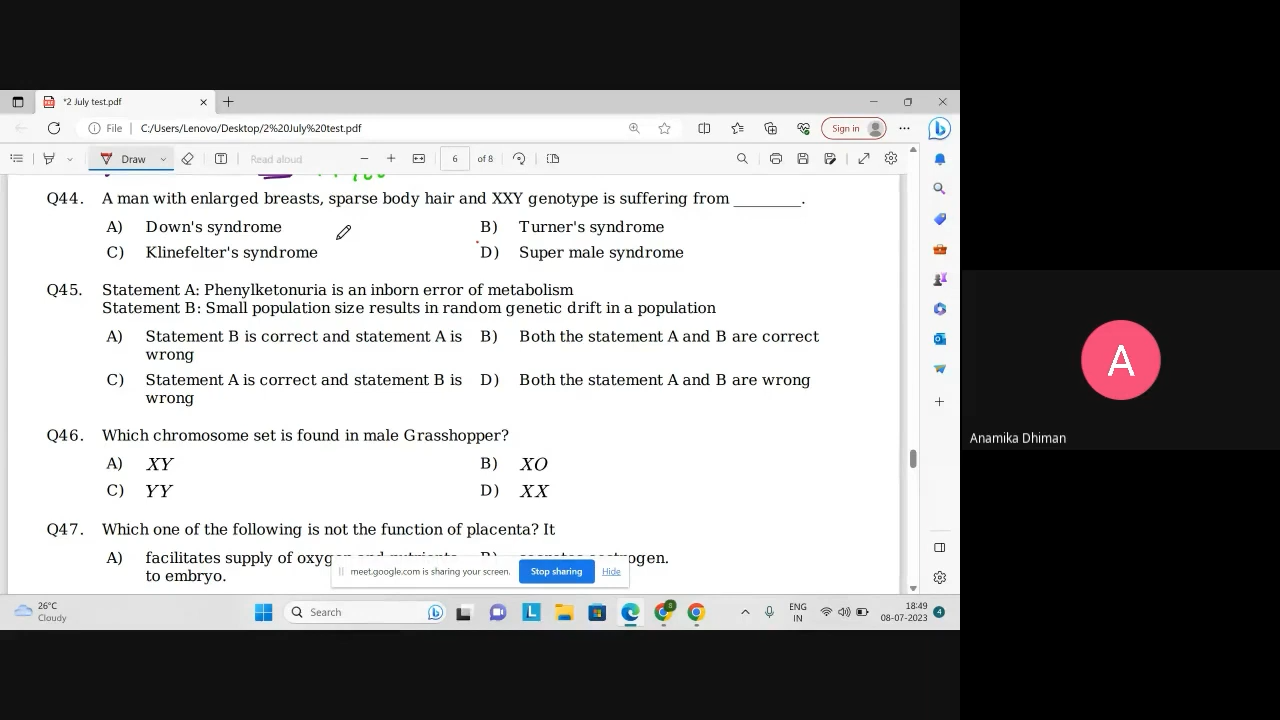 *2 July test.pdf
File
C:/Users/Lenovo/Desktop/2%20July%20test.pdf
Sign in
Draw
Read aloud
6
of 8
Q44. A man with enlarged breasts, sparse body hair and XXY genotype is suffering from ________.
A) Down's syndrome B) Turner's syndrome
C) Klinefelter's syndrome D) Super male syndrome
Q45. Statement A: Phenylketonuria is an inborn error of metabolism
Statement B: Small population size results in random genetic drift in a population
A) Statement B is correct and statement A is B) Both the statement A and B are correct
wrong
C) Statement A is correct and statement B is D) Both the statement A and B are wrong
wrong
Q46. Which chromosome set is found in male Grasshopper?
A) XY B) XO
C) YY D) XX
Q47. Which one of the following is not the function of placenta? It
A) facilitates supply of oxygen and nutrients B) secretes oestrogen.
to embryo.
meet.google.com is sharing your screen.
Stop sharing
Hide
A
Anamika Dhiman
26°C
Cloudy
Search
ENG
IN
18:49
08-07-2023
4